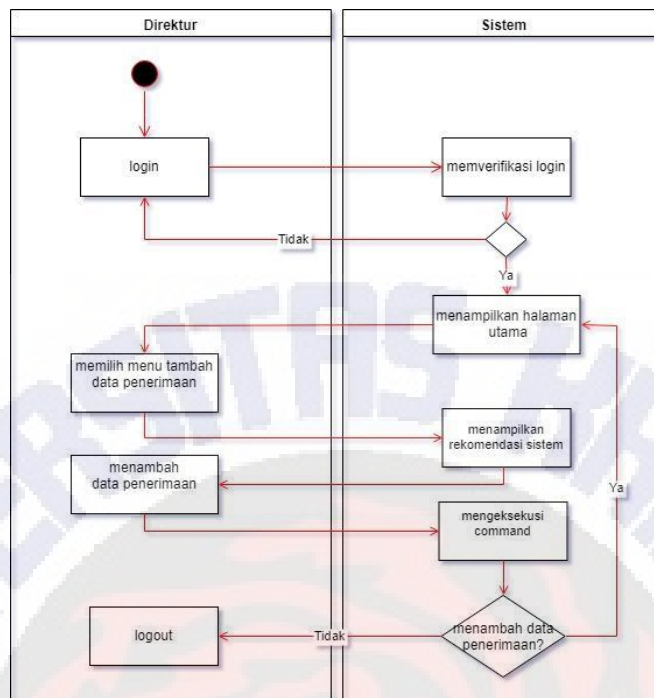 Direktur
Sistem
login
memverifikasi login
Tidak
Ya
menampilkan halaman
utama
memilih menu tambah
data penerimaan
menampilkan
rekomendasi sistem
menambah
data penerimaan
Ya
mengeksekusi
command
menambah data
penerimaan?
Tidak
logout